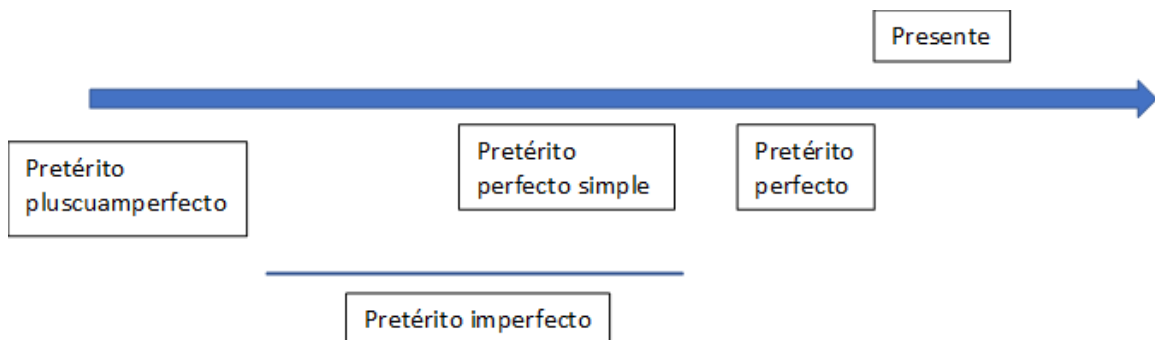 Presente
Pretérito
pluscuamperfecto
Pretérito
perfecto simple
Pretérito
perfecto
Pretérito imperfecto